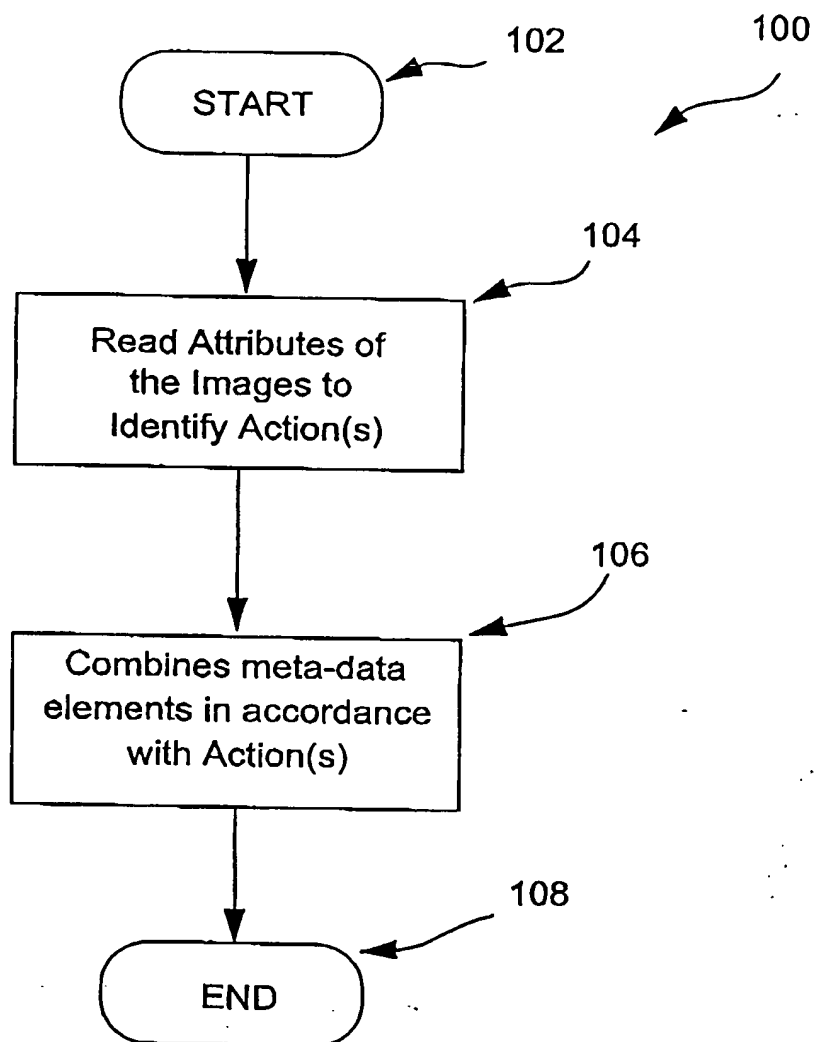 102
100
START
104
Read Attributes of
the Images to
Identify Action(s)
106
Combines meta-data
elements in accordance
with Action(s)
108
END